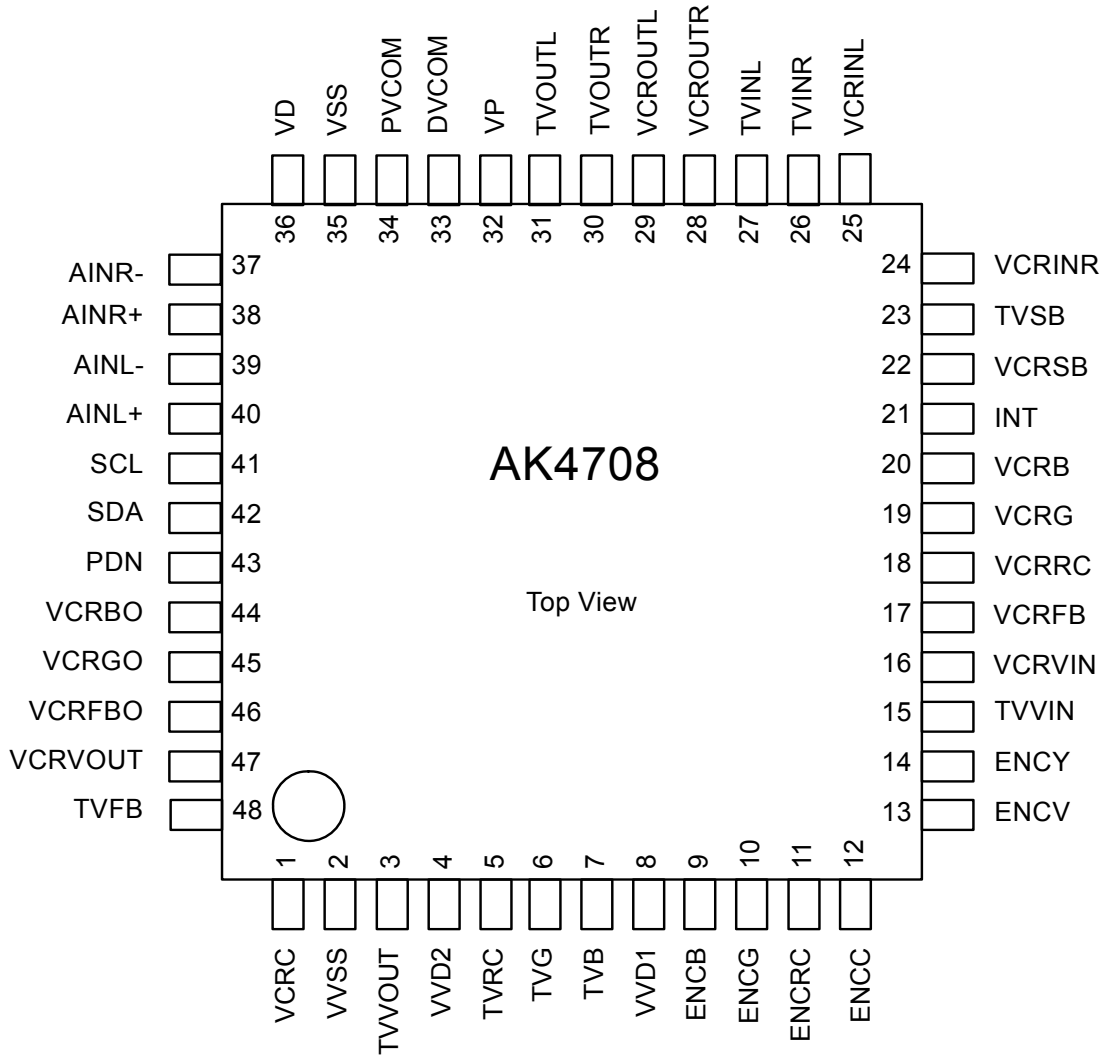 VD
VSS
PVCOM
DVCOM
VP
TVOUTL
TVOUTR
VCROUTL
VCROUTR
TVINL
TVINR
VCRINL
36
35
34
33
32
31
30
29
28
27
26
25
AINR- 37
AINR+ 38
AINL- 39
AINL+ 40
SCL 41
SDA 42
PDN 43
VCRBO 44
VCRGO 45
VCRFBO 46
VCRVOUT 47
TVFB 48
AK4708
Top View
24 VCRINR
23 TVSB
22 VCRSB
21 INT
20 VCRB
19 VCRG
18 VCRRC
17 VCRFB
16 VCRVIN
15 TVVIN
14 ENCY
13 ENCV
1
2
3
4
5
6
7
8
9
10
11
12
VCRC
VVSS
TVVOUT
VVD2
TVRC
TVG
TVB
VVD1
ENCB
ENCG
ENCRC
ENCC